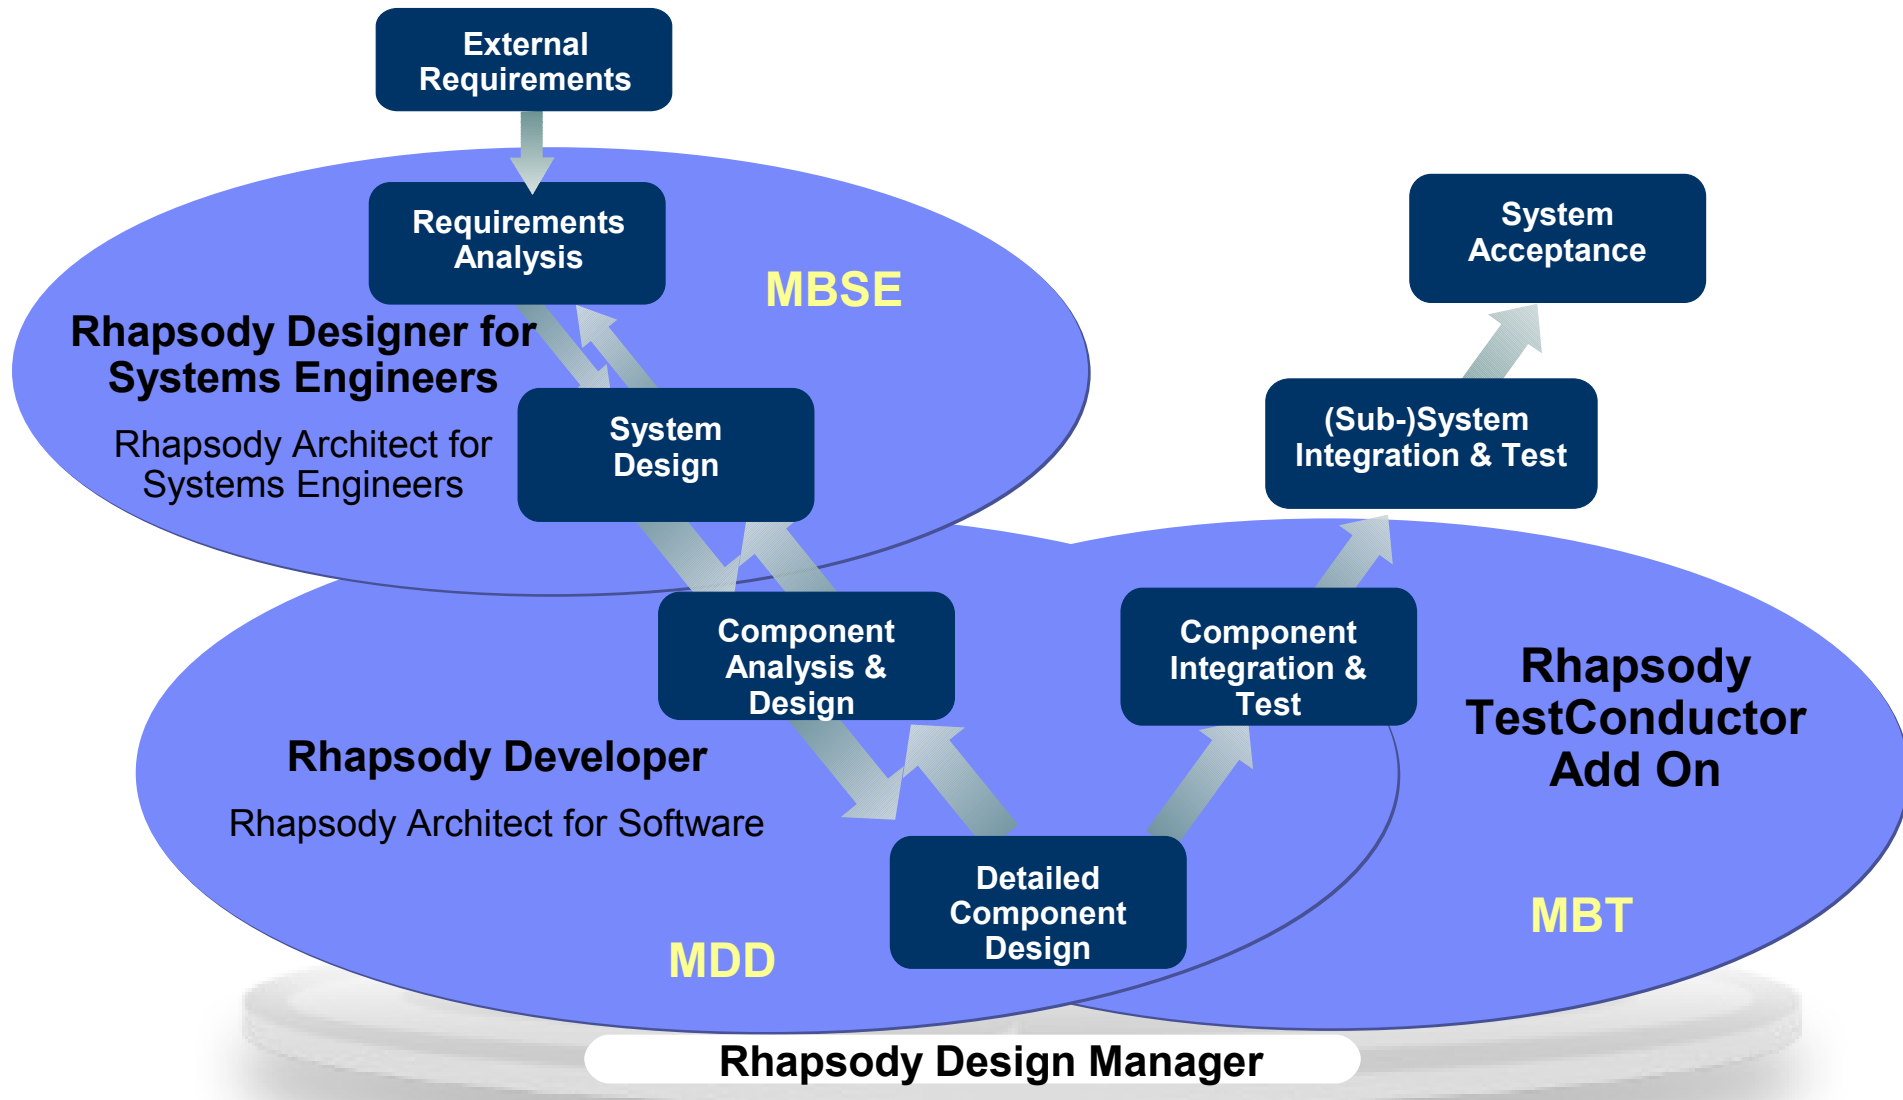 External
Requirements
Requirements
Analysis
MBSE
System
Acceptance
Rhapsody Designer for
Systems Engineers
Rhapsody Architect for
Systems Engineers
System
Design
(Sub-)System
Integration & Test
Component
Analysis &
Design
Component
Integration &
Test
Rhapsody
TestConductor
Add On
Rhapsody Developer
Rhapsody Architect for Software
Detailed
Component
Design
MDD
MBT
Rhapsody Design Manager